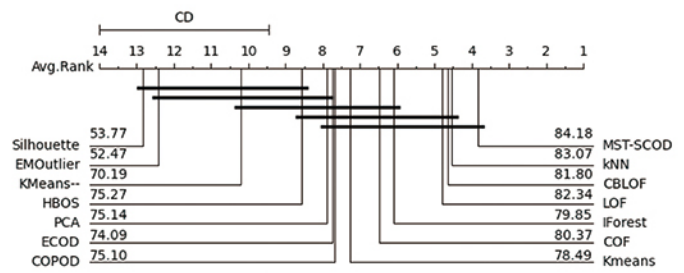 CD
14 13 12 11 10 9 8 7 6 5 4 3 2 1
Avg.Rank
53.77 84.18
Silhouette MST-SCOD
52.47 83.07
EMOutlier kNN
70.19 81.80
KMeans-- CBLOF
75.27 82.34
HBOS LOF
75.14 79.85
PCA IForest
74.09 80.37
ECOD COF
75.10 78.49
COPOD Kmeans